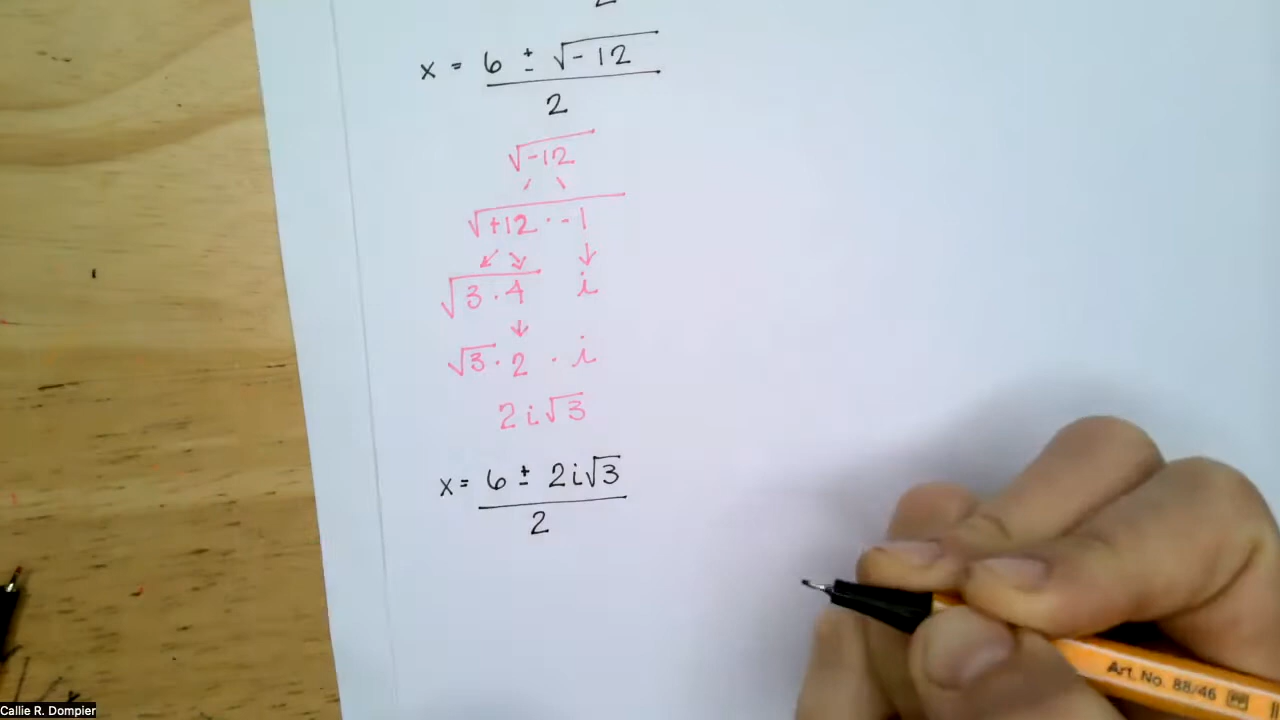 2
x = 6 ± √-12
2
√-12
√+12 · -1
√3 · 4 i
√3 · 2 · i
2i√3
x = 6 ± 2i√3
2
Art. No. 88/46
Callie R. Dompier